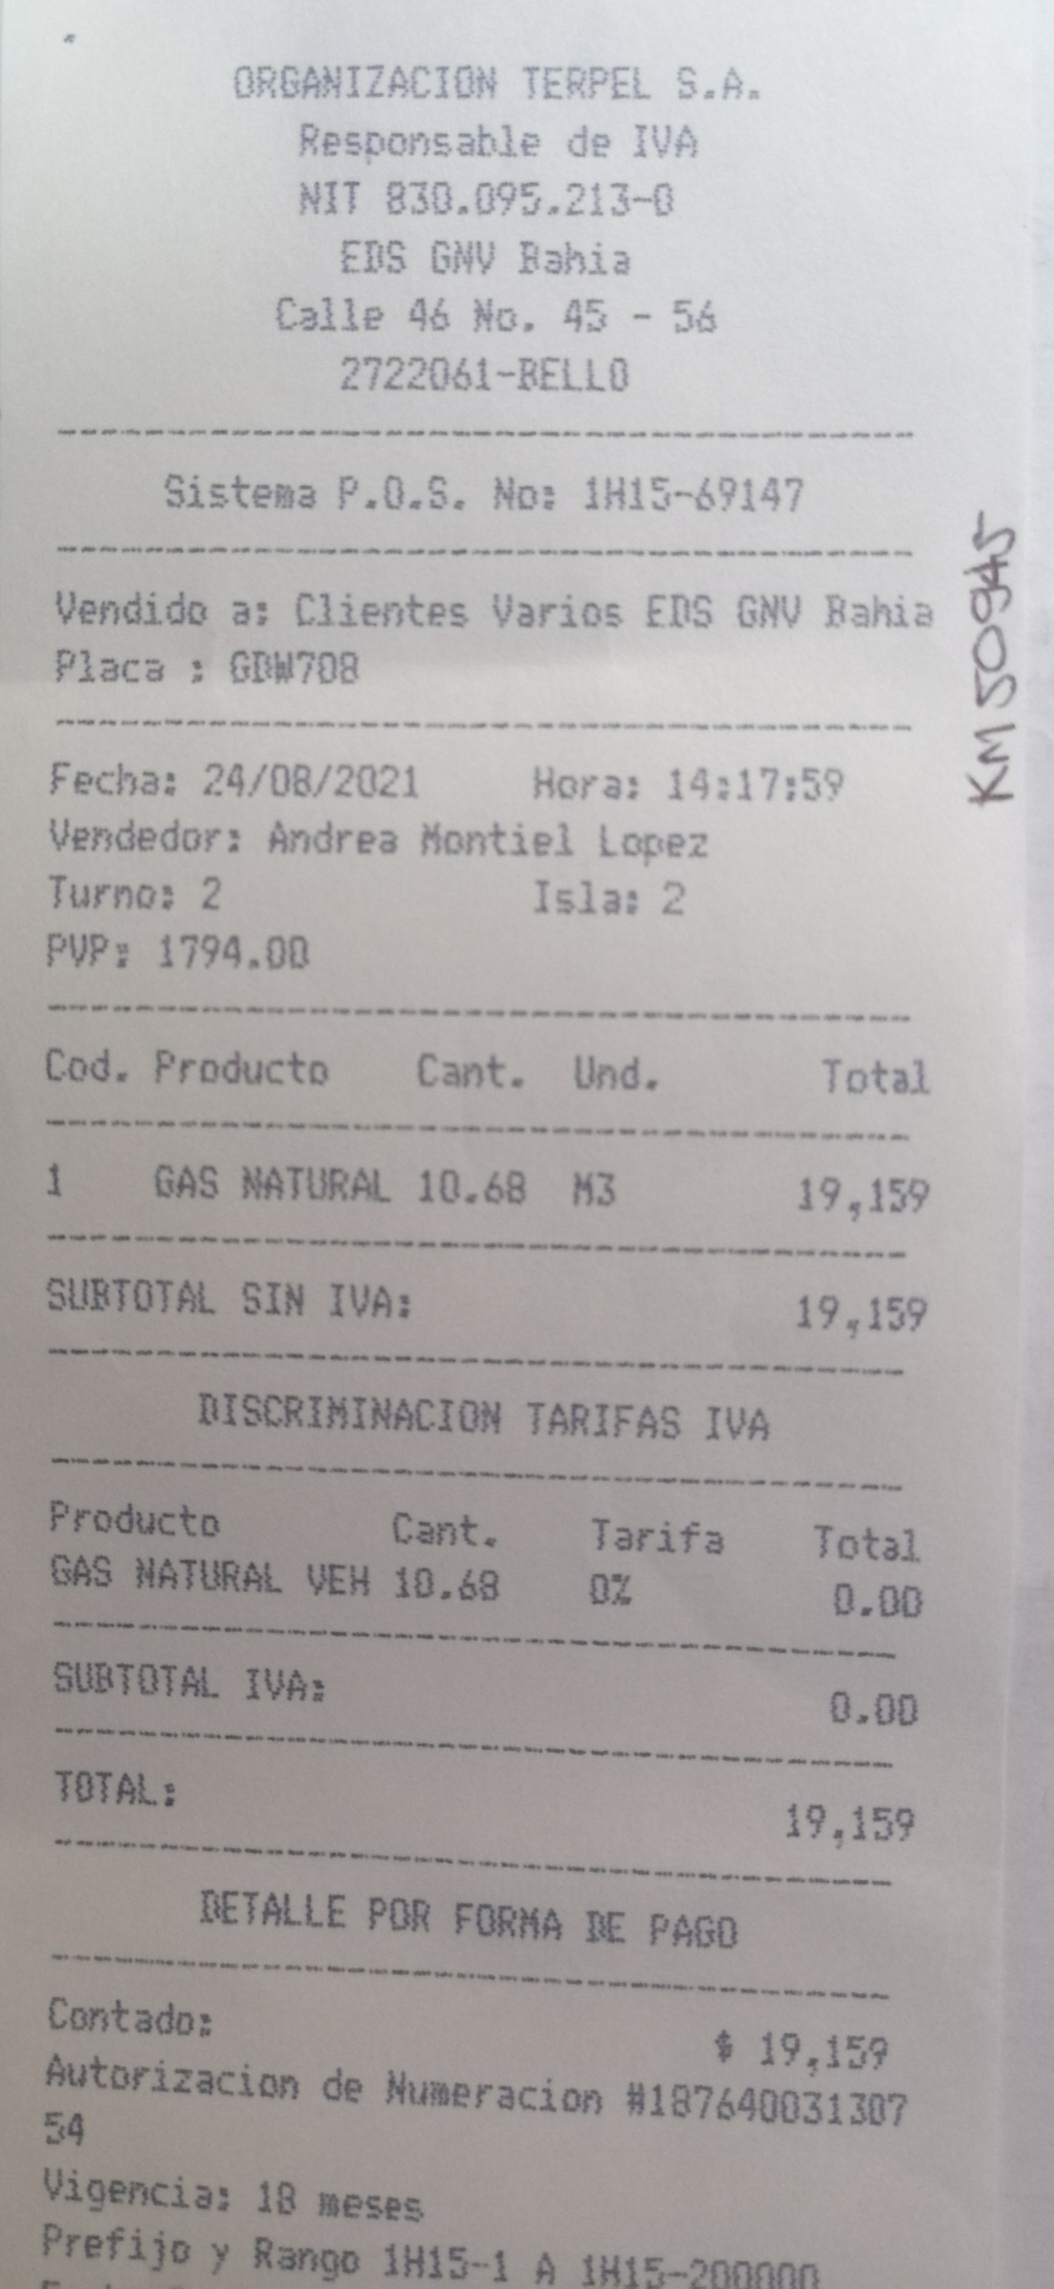 ORGANIZACION TERPEL S.A.
Responsable de IVA
NIT 830.095.213-0
EDS GNV Bahia
Calle 46 No. 45 - 56
2722061-BELLO
Sistema P.O.S. No: 1H15-69147
Vendido a: Clientes Varios EDS GNV Bahia
Placa : GDW708
KM 50945
Fecha: 24/08/2021 Hora: 14:17:59
Vendedor: Andrea Montiel Lopez
Turno: 2 Isla: 2
PVP: 1794.00
Cod. Producto Cant. Und. Total
1 GAS NATURAL 10.68 M3 19,159
SUBTOTAL SIN IVA: 19,159
DISCRIMINACION TARIFAS IVA
Producto Cant. Tarifa Total
GAS NATURAL VEH 10.68 0% 0.00
SUBTOTAL IVA: 0.00
TOTAL: 19,159
DETALLE POR FORMA DE PAGO
Contado: $ 19,159
Autorizacion de Numeracion #187640031307
54
Vigencia: 18 meses
Prefijo y Rango 1H15-1 A 1H15-200000